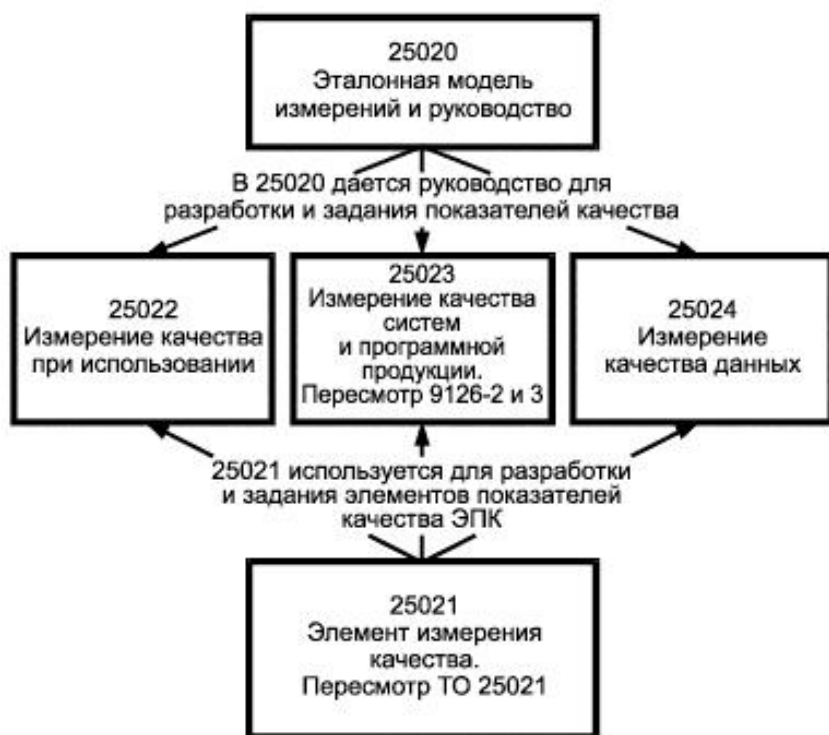 25020
Эталонная модель
измерений и руководство
В 25020 дается руководство для
разработки и задания показателей качества
25022
Измерение качества
при использовании
25023
Измерение качества
систем
и программной
продукции.
Пересмотр 9126-2 и 3
25024
Измерение
качества данных
25021 используется для разработки
и задания элементов показателей
качества ЭПК
25021
Элемент измерения
качества.
Пересмотр ТО 25021